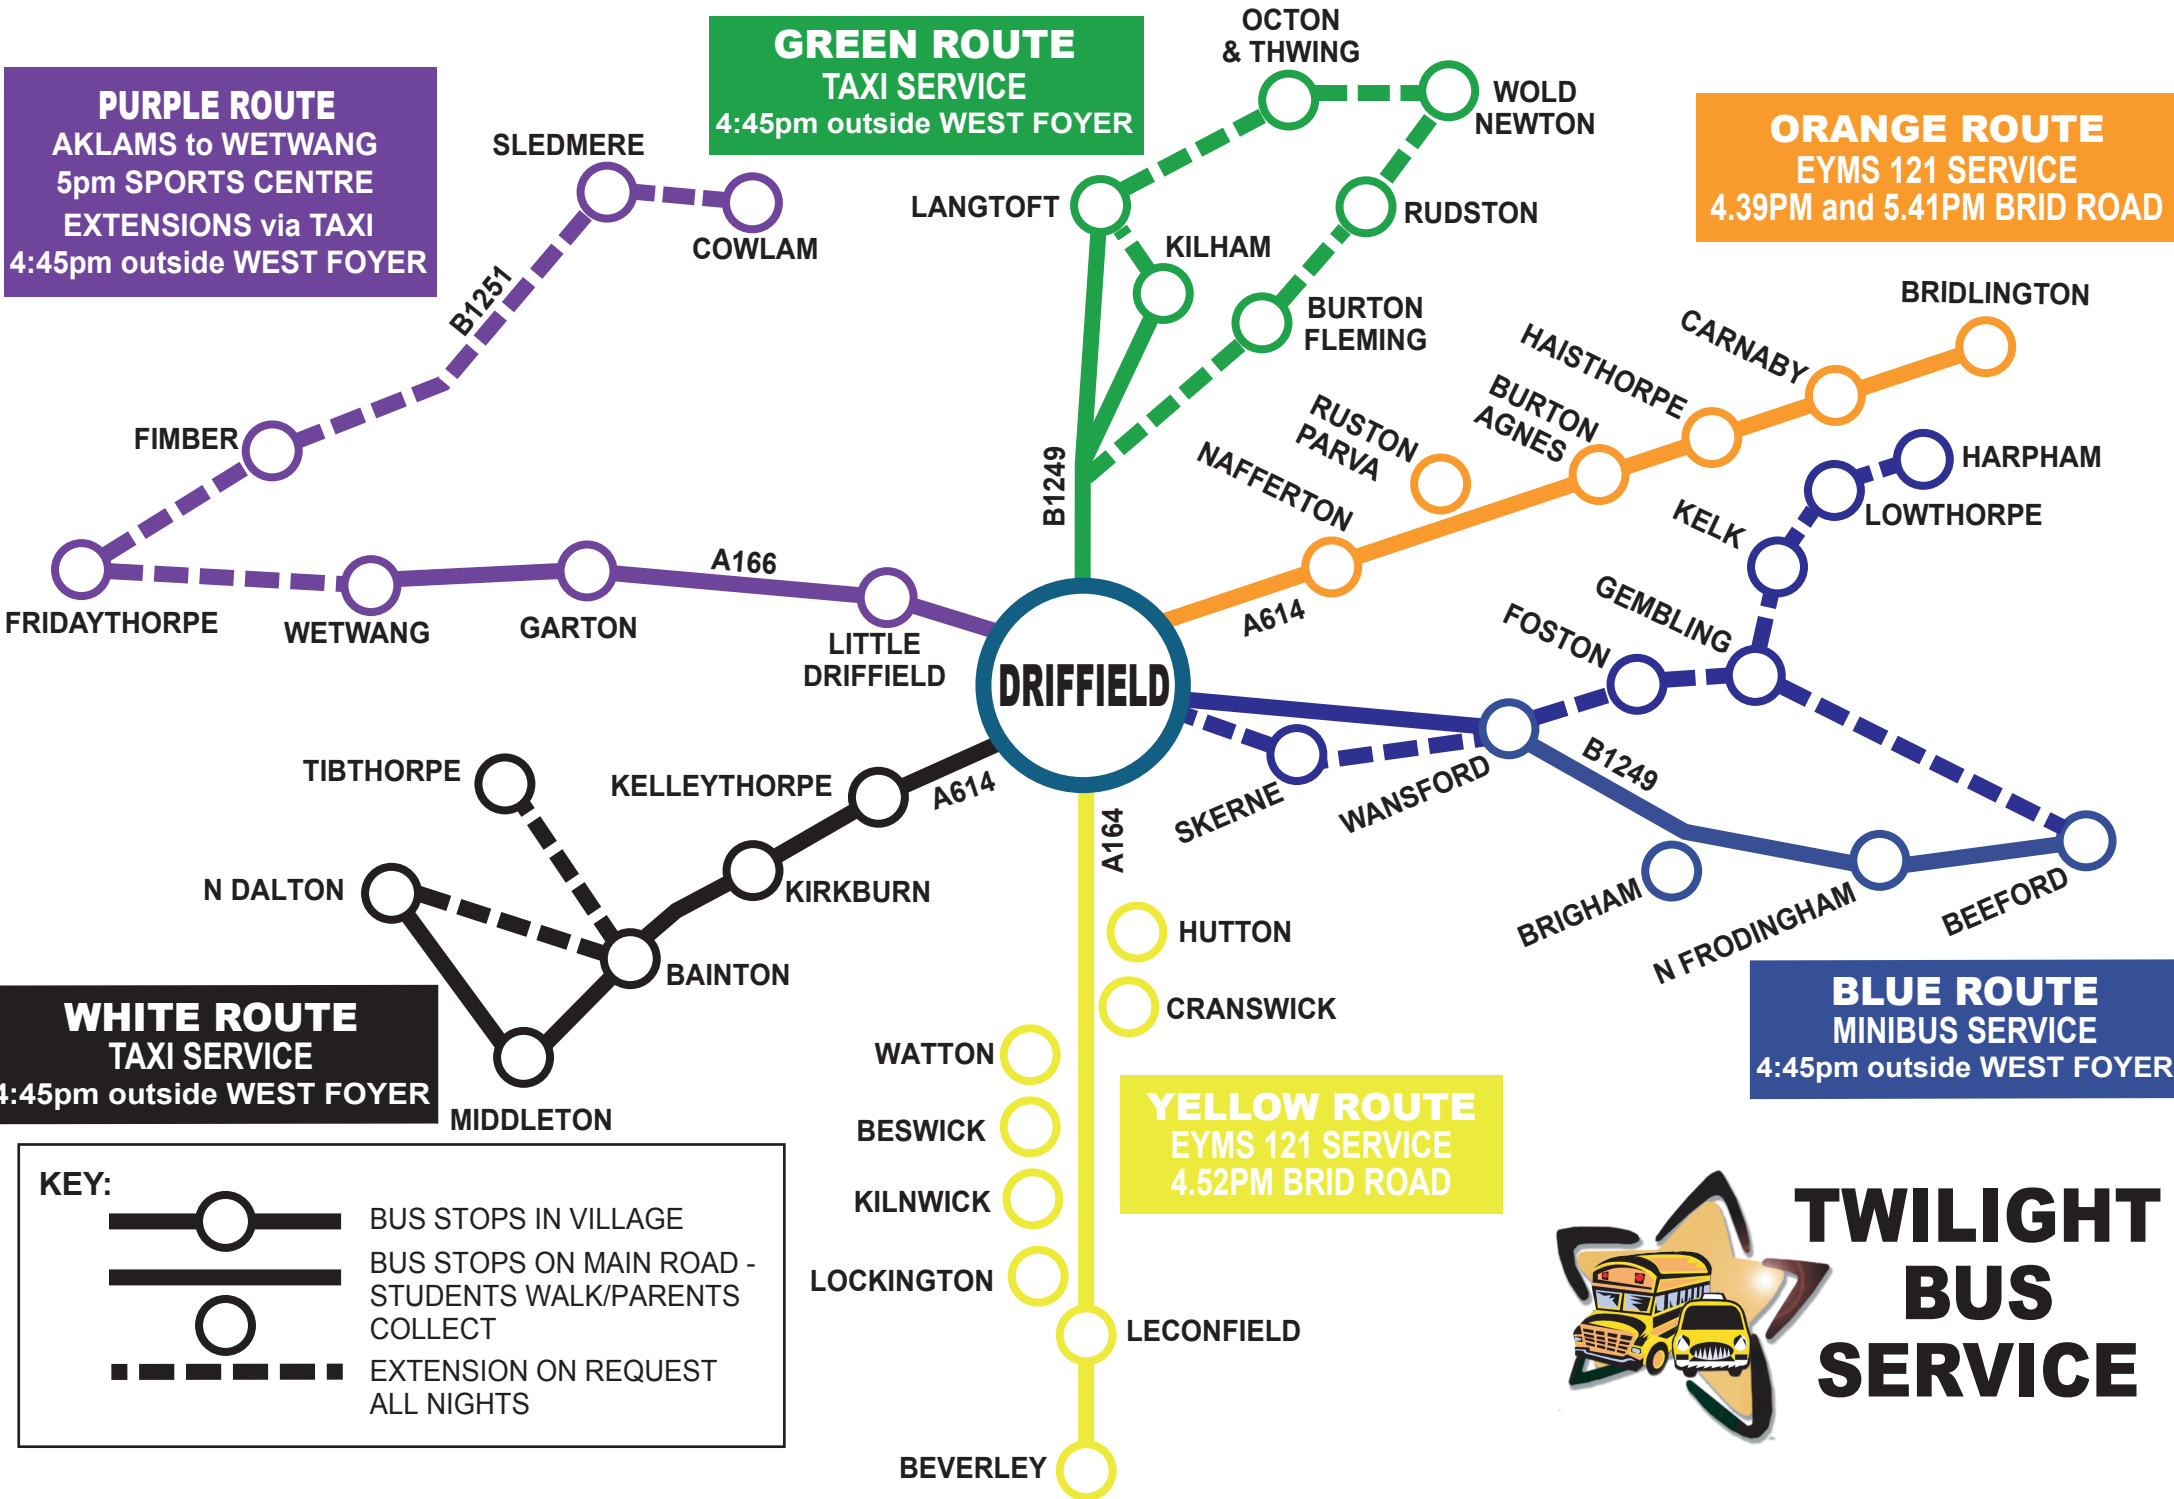 PURPLE ROUTE
AKLAMS to WETWANG
5pm SPORTS CENTRE
EXTENSIONS via TAXI
4:45pm outside WEST FOYER
GREEN ROUTE
TAXI SERVICE
4:45pm outside WEST FOYER
ORANGE ROUTE
EYMS 121 SERVICE
4.39PM and 5.41PM BRID ROAD
SLEDMERE
COWLAM
B1251
FIMBER
FRIDAYTHORPE
WETWANG
GARTON
A166
LITTLE
DRIFFIELD
OCTON
& THWING
WOLD
NEWTON
LANGTOFT
KILHAM
RUDSTON
BURTON
FLEMING
B1249
BRIDLINGTON
CARNABY
HAISTHORPE
BURTON
AGNES
RUSTON
PARVA
NAFFERTON
A614
HARPHAM
LOWTHORPE
KELK
GEMBLING
FOSTON
DRIFFIELD
SKERNE
WANSFORD
B1249
BRIGHAM
N FRODINGHAM
BEEFORD
TIBTHORPE
KELLEYTHORPE
A614
N DALTON
KIRKBURN
BAINTON
MIDDLETON
WHITE ROUTE
TAXI SERVICE
4:45pm outside WEST FOYER
A164
HUTTON
CRANSWICK
WATTON
BESWICK
KILNWICK
LOCKINGTON
LECONFIELD
BEVERLEY
YELLOW ROUTE
EYMS 121 SERVICE
4.52PM BRID ROAD
BLUE ROUTE
MINIBUS SERVICE
4:45pm outside WEST FOYER
KEY:
BUS STOPS IN VILLAGE
BUS STOPS ON MAIN ROAD -
STUDENTS WALK/PARENTS
COLLECT
EXTENSION ON REQUEST
ALL NIGHTS
TWILIGHT
BUS
SERVICE